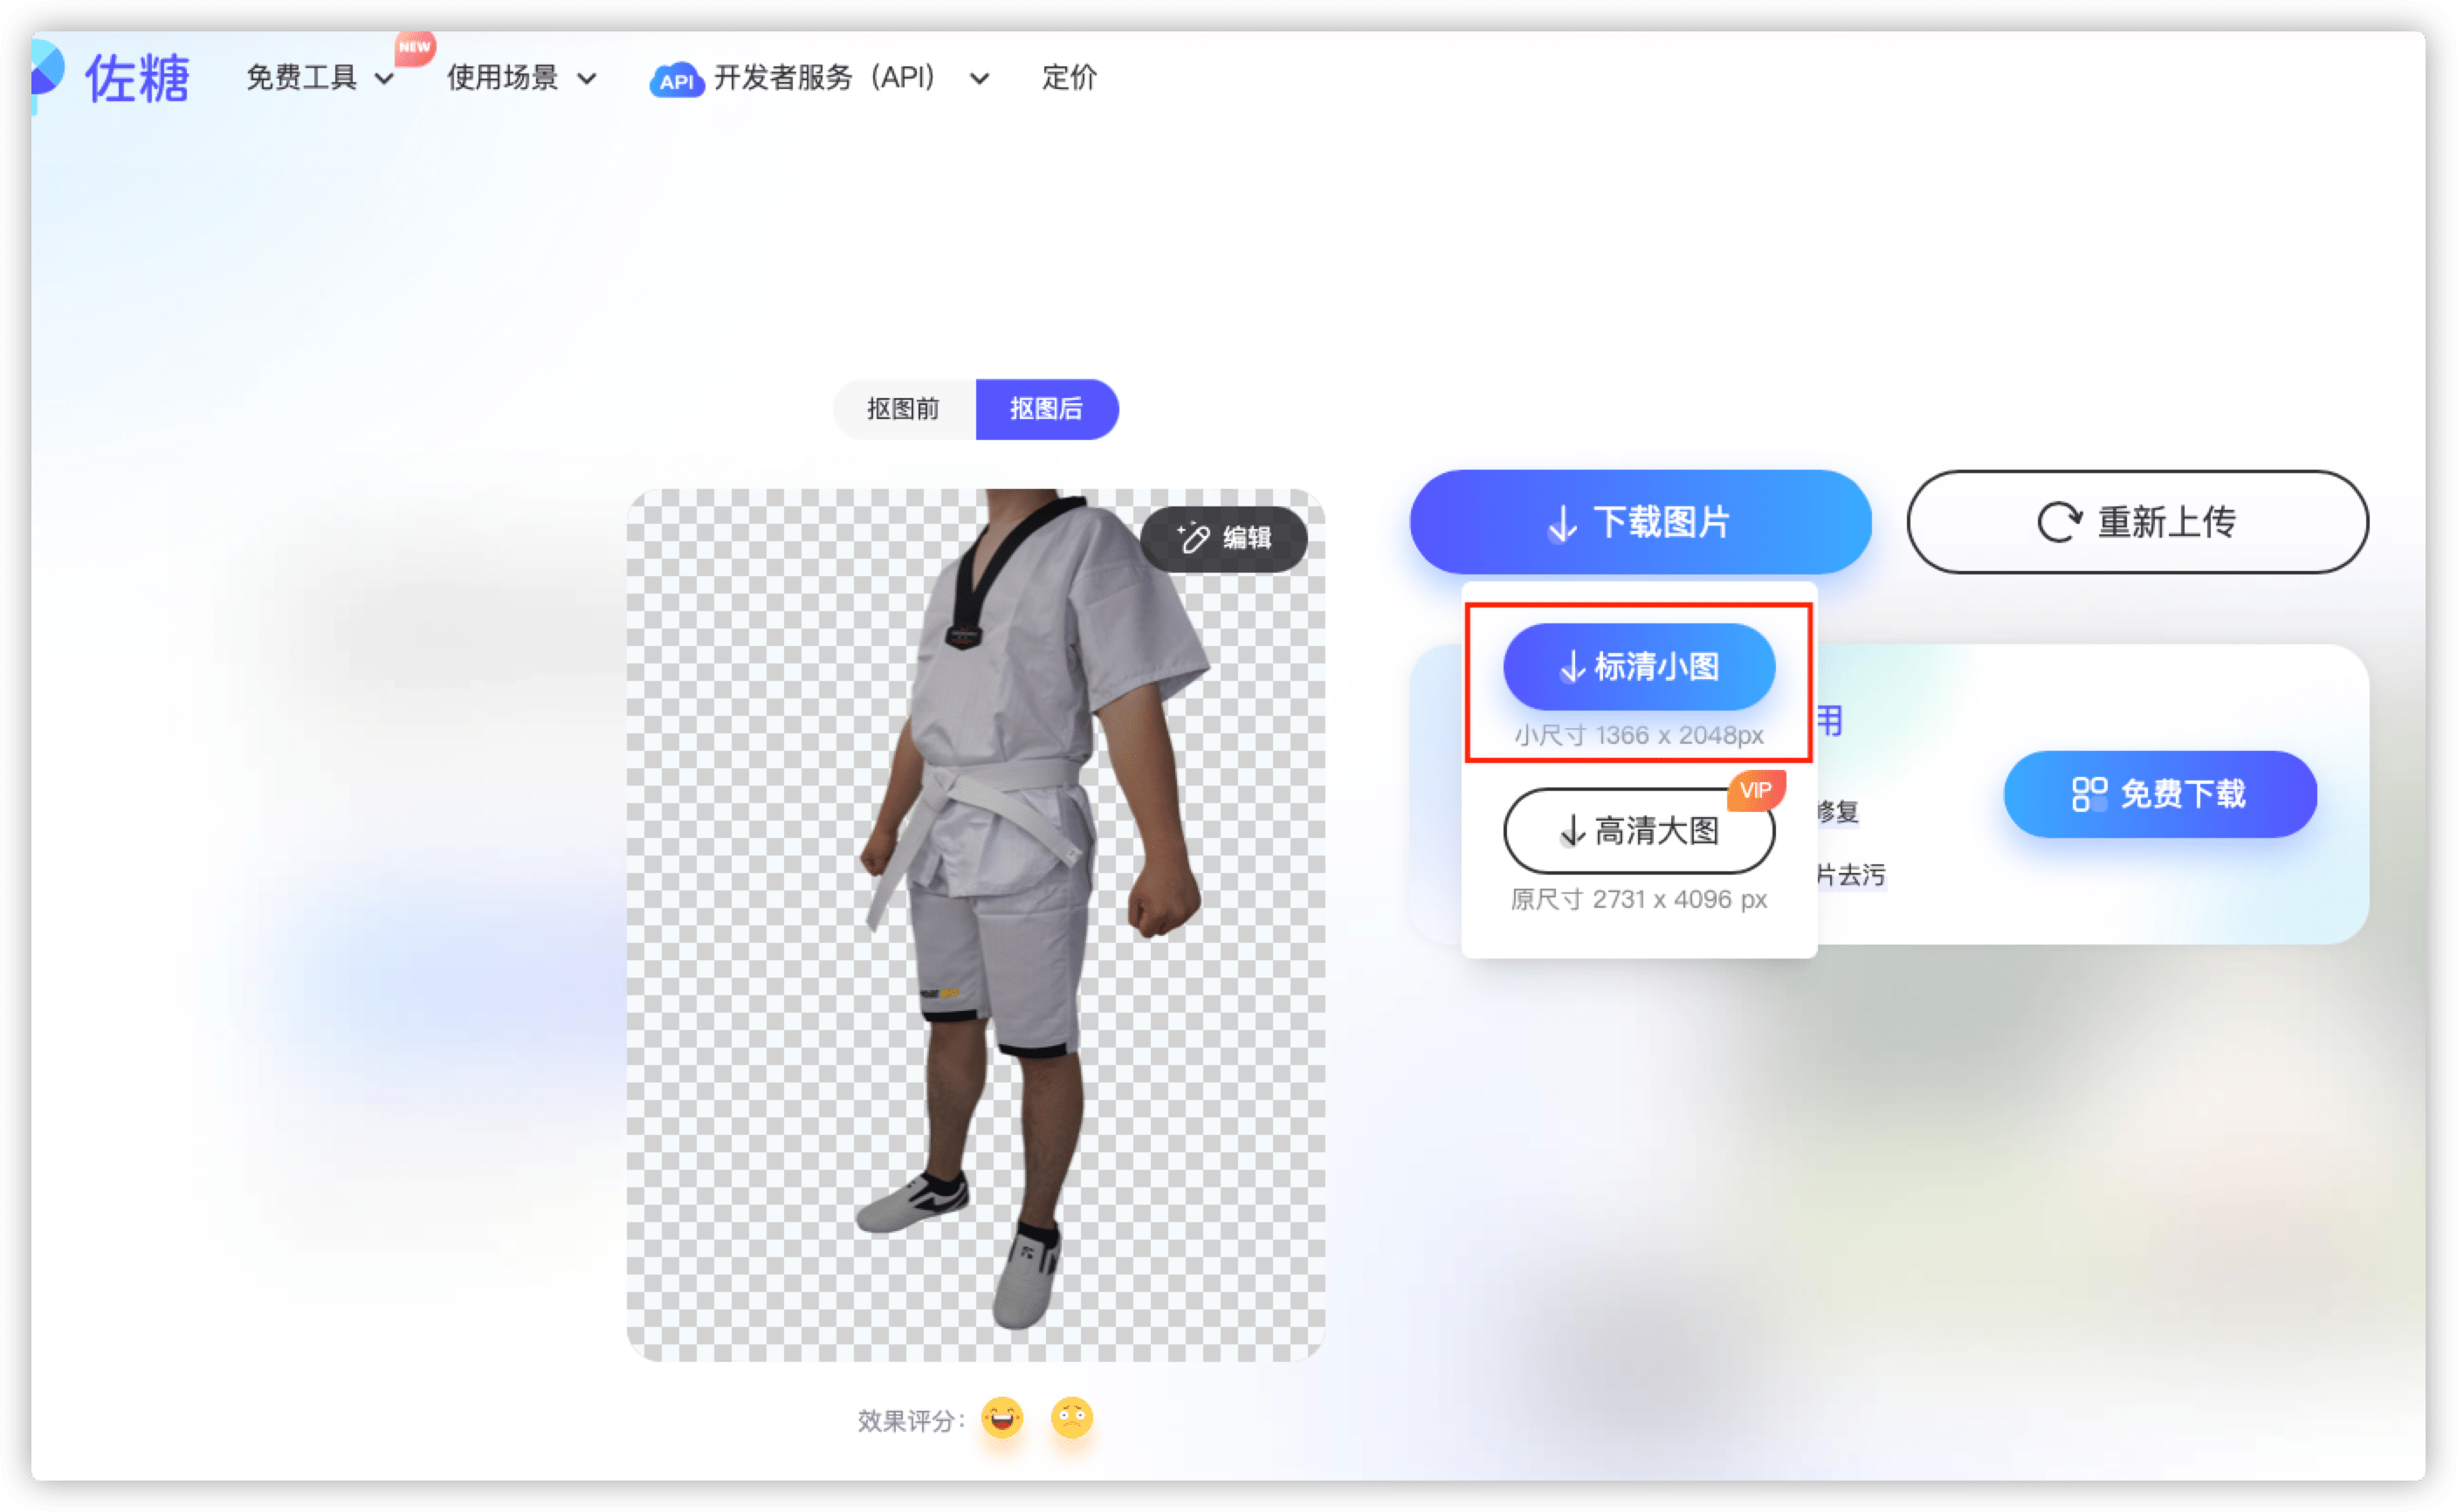 佐糖
免费工具
NEW
使用场景
API 开发者服务（API）
定价
抠图前
抠图后
编辑
下载图片
重新上传
标清小图
小尺寸 1366 x 2048px
用
VIP
高清大图
原尺寸 2731 x 4096 px
修复
片去污
免费下载
效果评分：